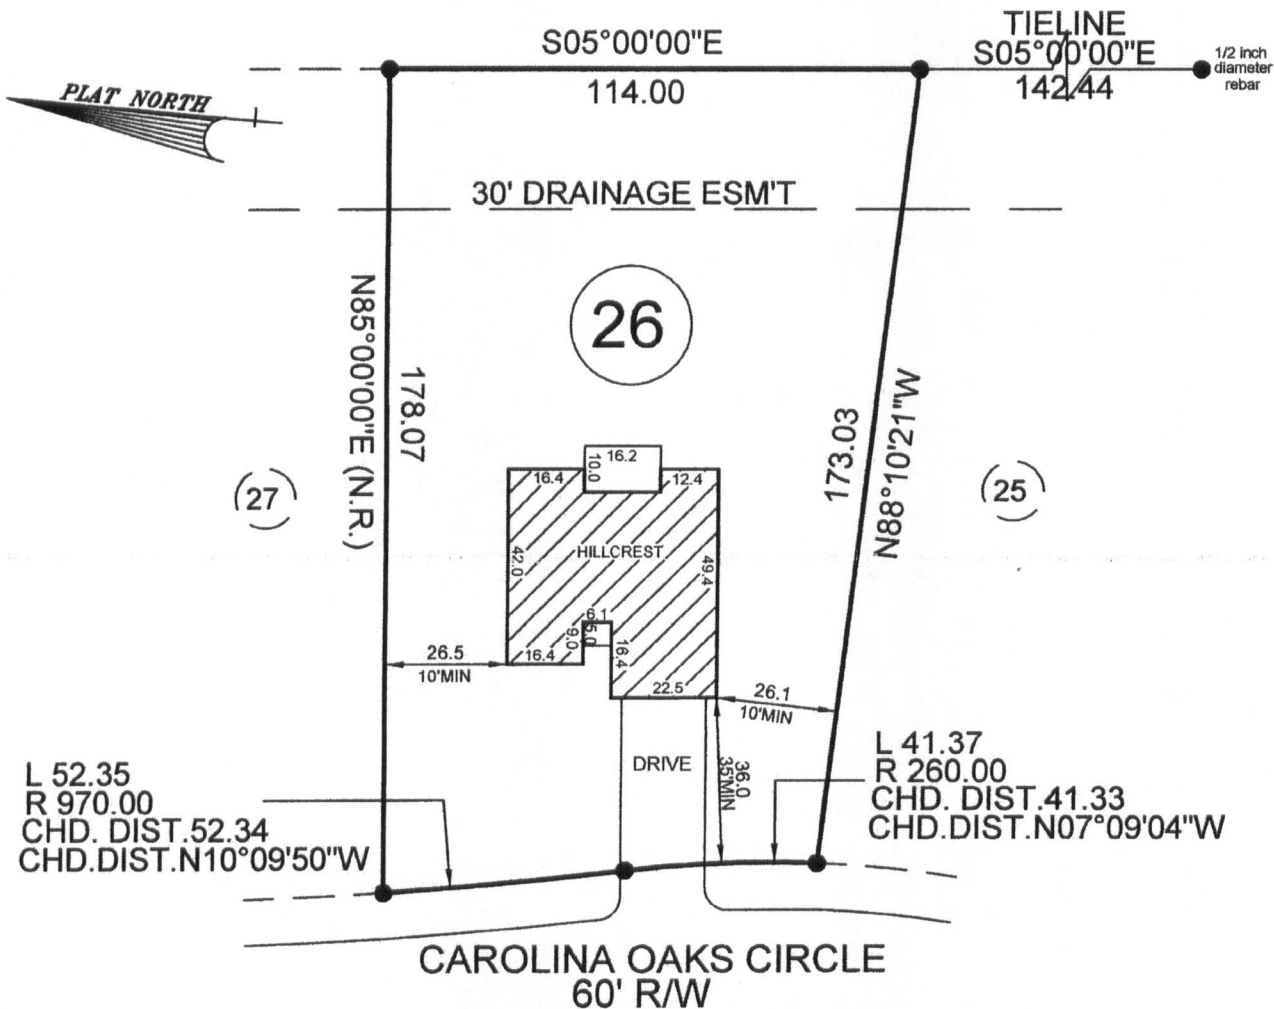 TIELINE
S05°00'00"E
S05°00'00"E
1/2 inch
diameter
rebar
114.00
142.44
PLAT NORTH
30' DRAINAGE ESM'T
26
N85°00'00"E (N.R.)
178.07
173.03
N88°10'21"W
27
25
16.2
10.0
16.4
12.4
HILLCREST
42.0
49.4
6.1
5.0
9.0
16.4
16.4
22.5
26.5
10'MIN
26.1
10'MIN
DRIVE
36.0
35'MIN
L 52.35
R 970.00
CHD. DIST.52.34
CHD.DIST.N10°09'50"W
L 41.37
R 260.00
CHD. DIST.41.33
CHD.DIST.N07°09'04"W
CAROLINA OAKS CIRCLE
60' R/W